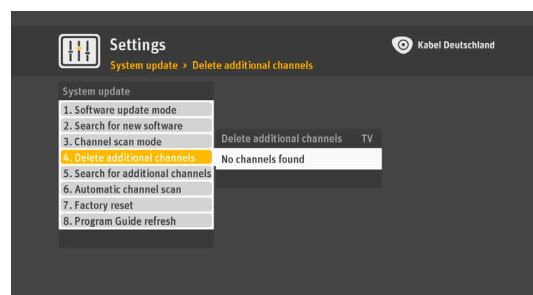 Settings
Kabel Deutschland
System update > Delete additional channels
System update
1. Software update mode
2. Search for new software
3. Channel scan mode
4. Delete additional channels
5. Search for additional channels
6. Automatic channel scan
7. Factory reset
8. Program Guide refresh
Delete additional channels TV
No channels found